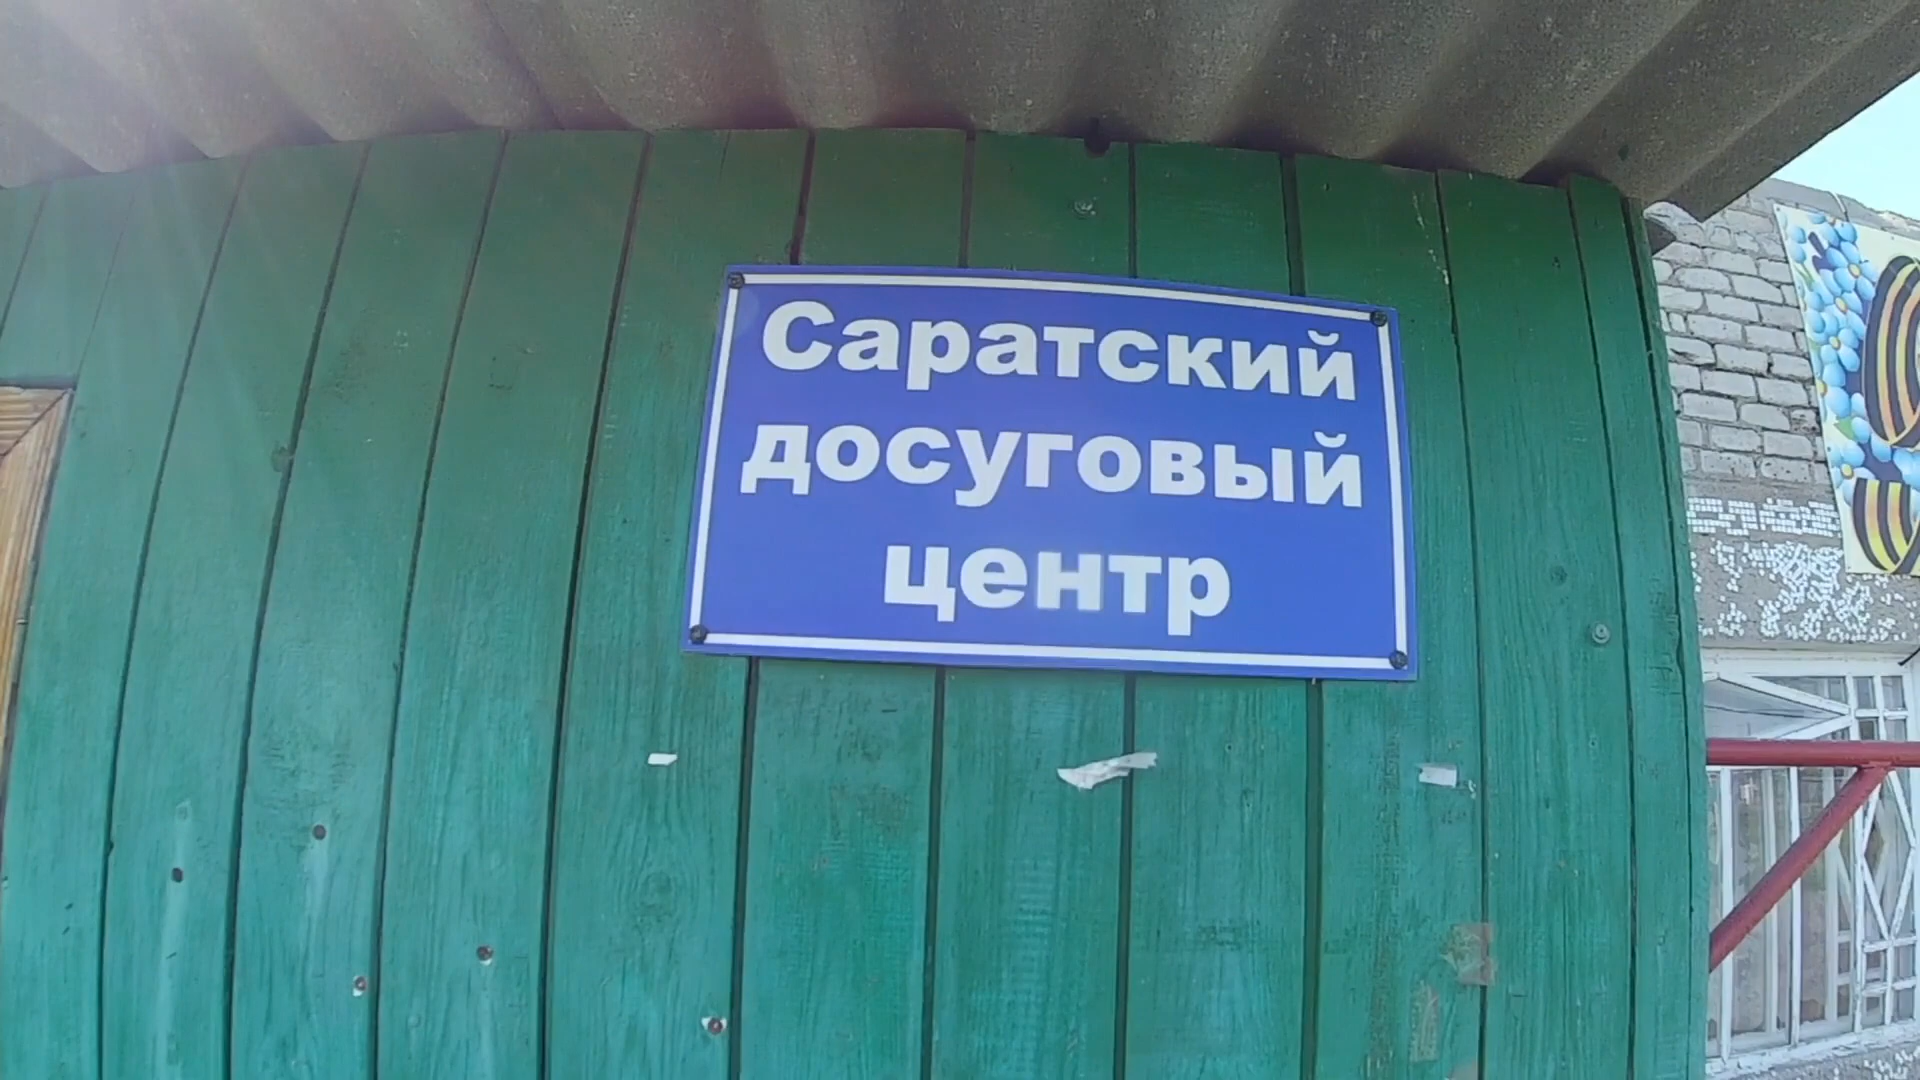 Саратский
досуговый
центр